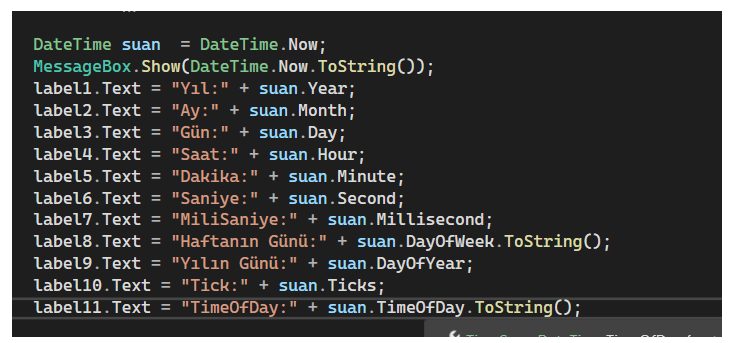 DateTime suan  = DateTime.Now;
MessageBox.Show(DateTime.Now.ToString());
label1.Text = "Yıl:" + suan.Year;
label2.Text = "Ay:" + suan.Month;
label3.Text = "Gün:" + suan.Day;
label4.Text = "Saat:" + suan.Hour;
label5.Text = "Dakika:" + suan.Minute;
label6.Text = "Saniye:" + suan.Second;
label7.Text = "MiliSaniye:" + suan.Millisecond;
label8.Text = "Haftanın Günü:" + suan.DayOfWeek.ToString();
label9.Text = "Yılın Günü:" + suan.DayOfYear;
label10.Text = "Tick:" + suan.Ticks;
label11.Text = "TimeOfDay:" + suan.TimeOfDay.ToString();